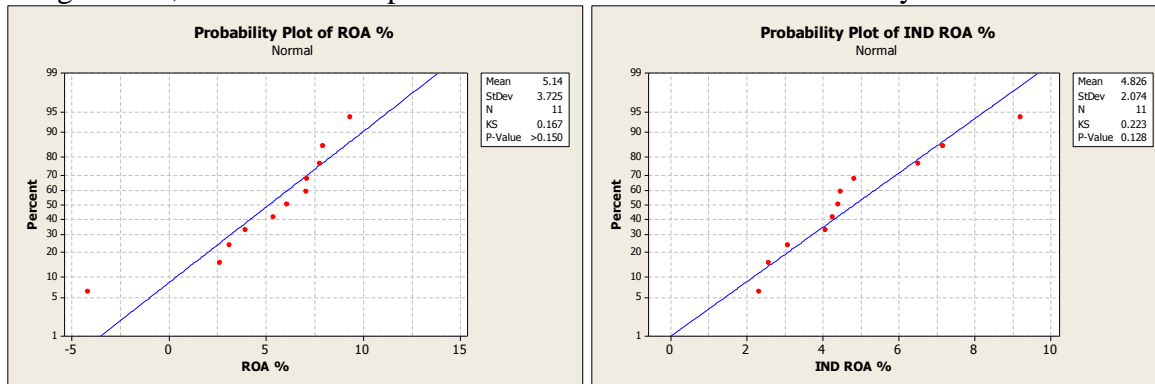 Probability Plot of ROA %
Normal
99
95
90
80
70
60
50
40
30
20
10
5
1
Percent
-5
0
5
10
15
ROA %
Mean 5.14
StDev 3.725
N 11
KS 0.167
P-Value >0.150
Probability Plot of IND ROA %
Normal
99
95
90
80
70
60
50
40
30
20
10
5
1
Percent
0
2
4
6
8
10
IND ROA %
Mean 4.826
StDev 2.074
N 11
KS 0.223
P-Value 0.128